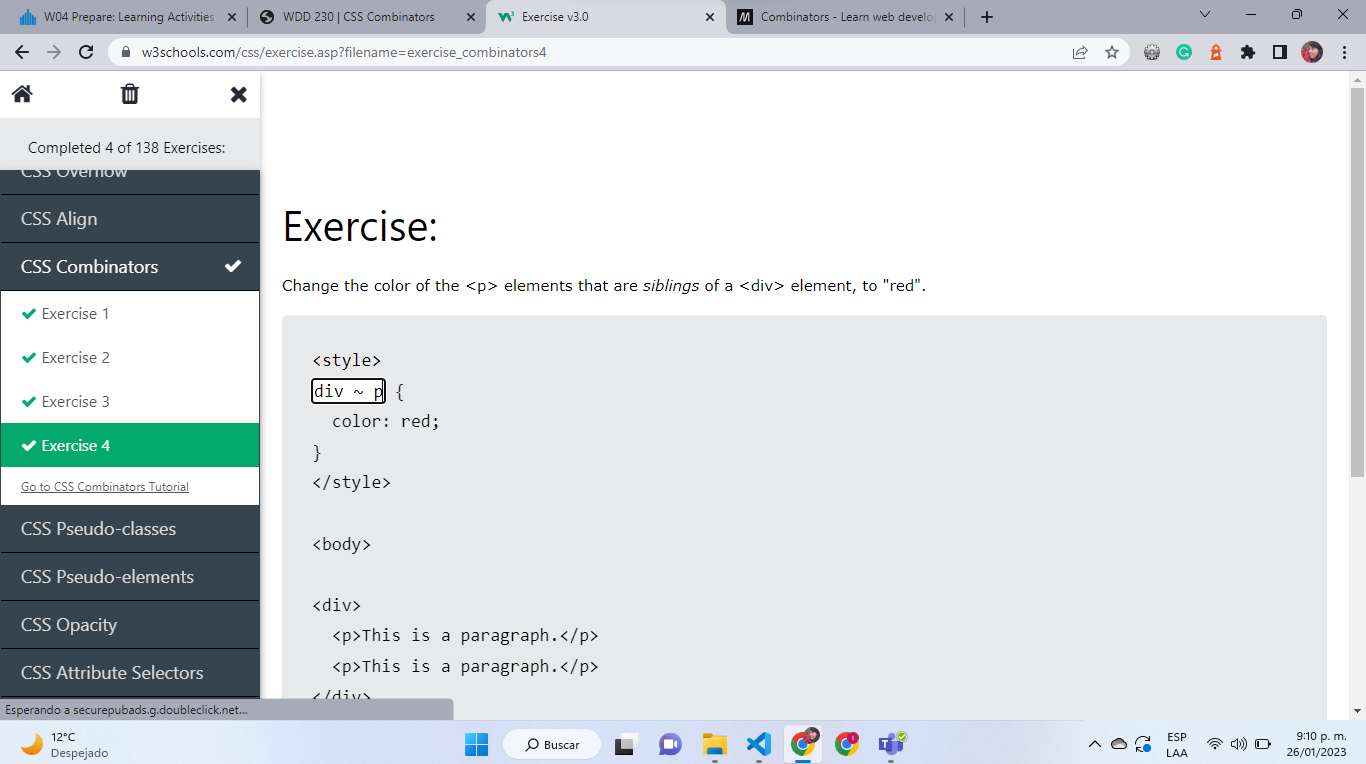 W04 Prepare: Learning Activities
WDD 230 | CSS Combinators
Exercise v3.0
Combinators - Learn web develo
w3schools.com/css/exercise.asp?filename=exercise_combinators4
Completed 4 of 138 Exercises:
CSS Overflow
CSS Align
CSS Combinators
Exercise 1
Exercise 2
Exercise 3
Exercise 4
Go to CSS Combinators Tutorial
CSS Pseudo-classes
CSS Pseudo-elements
CSS Opacity
CSS Attribute Selectors
Exercise:
Change the color of the <p> elements that are siblings of a <div> element, to "red".
<style>
div ~ p {
color: red;
}
</style>
<body>
<div>
<p>This is a paragraph.</p>
<p>This is a paragraph.</p>
</div>
Esperando a securepubads.g.doubleclick.net...
12°C
Despejado
Buscar
ESP
LAA
9:10 p. m.
26/01/2023